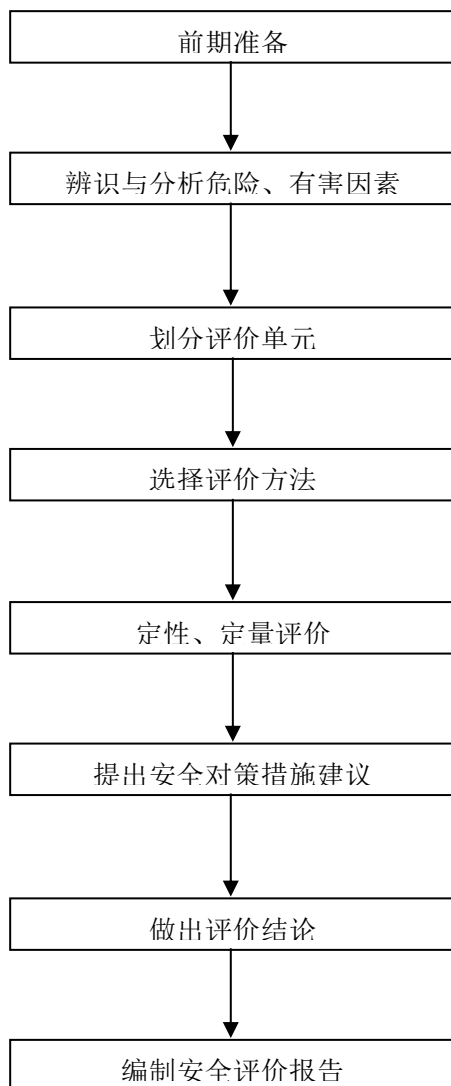 前期准备
辨识与分析危险、有害因素
划分评价单元
选择评价方法
定性、定量评价
提出安全对策措施建议
做出评价结论
编制安全评价报告